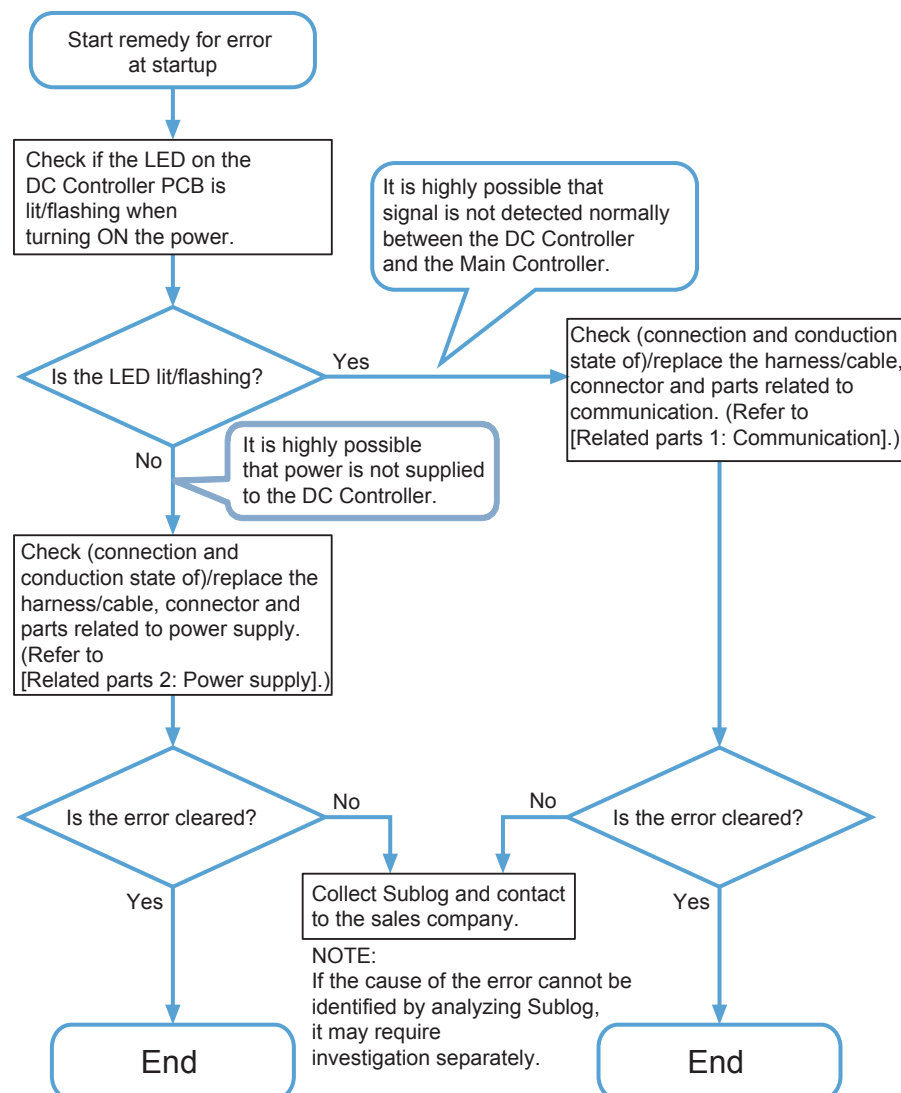 Start remedy for error
at startup
Check if the LED on the
DC Controller PCB is
lit/flashing when
turning ON the power.
It is highly possible that
signal is not detected normally
between the DC Controller
and the Main Controller.
Is the LED lit/flashing?
Yes
Check (connection and conduction
state of)/replace the harness/cable,
connector and parts related to
communication. (Refer to
[Related parts 1: Communication].)
No
It is highly possible
that power is not supplied
to the DC Controller.
Check (connection and
conduction state of)/replace the
harness/cable, connector and
parts related to power supply.
(Refer to
[Related parts 2: Power supply].)
Is the error cleared?
No
No
Is the error cleared?
Yes
Collect Sublog and contact
to the sales company.
Yes
NOTE:
If the cause of the error cannot be
identified by analyzing Sublog,
it may require
investigation separately.
End
End